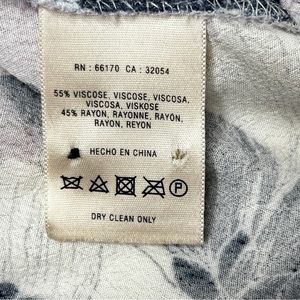 RN : 66170 CA : 32054
55% VISCOSE, VISCOSE, VISCOSA,
VISCOSA, VISKOSE
45% RAYON, RAYONNE, RAYÓN,
RAYON, REYON
HECHO EN CHINA
P
DRY CLEAN ONLY